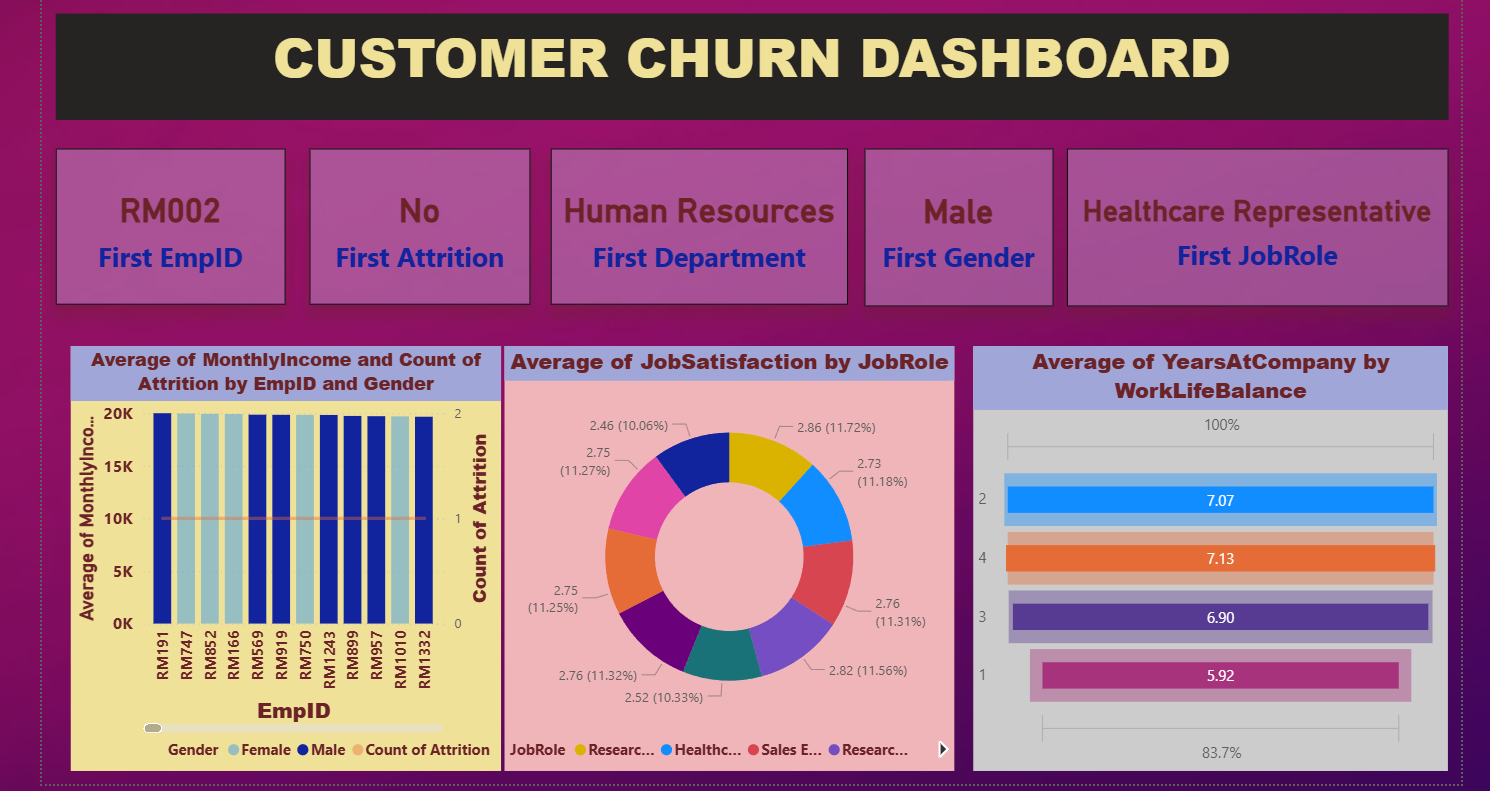 CUSTOMER CHURN DASHBOARD
RM002
First EmpID
No
First Attrition
Human Resources
First Department
Male
First Gender
Healthcare Representative
First JobRole
Average of MonthlyIncome and Count of
Attrition by EmpID and Gender
Average of MonthlyInco...
20K
15K
10K
5K
0K
2
1
0
Count of Attrition
RM191
RM747
RM852
RM166
RM569
RM919
RM750
RM1243
RM899
RM957
RM1010
RM1332
EmpID
Gender Female Male Count of Attrition
Average of JobSatisfaction by JobRole
2.86 (11.72%)
2.73
(11.18%)
2.76
(11.31%)
2.82 (11.56%)
2.52 (10.33%)
2.76 (11.32%)
2.75
(11.25%)
2.75
(11.27%)
2.46 (10.06%)
JobRole Researc... Healthc... Sales E... Researc...
Average of YearsAtCompany by
WorkLifeBalance
100%
2 7.07
4 7.13
3 6.90
1 5.92
83.7%